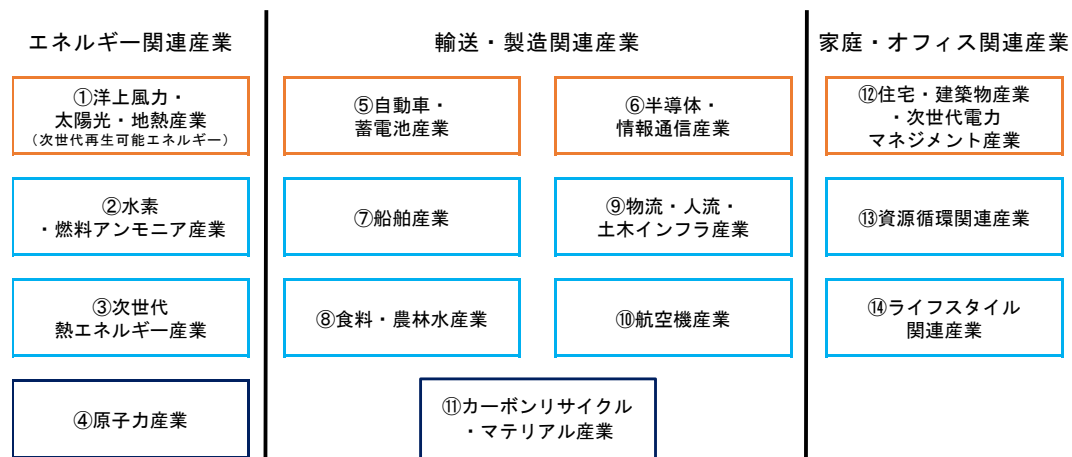 エネルギー関連産業
①洋上風力・
太陽光・地熱産業
(次世代再生可能エネルギー)
②水素
・燃料アンモニア産業
③次世代
熱エネルギー産業
④原子力産業
輸送・製造関連産業
⑤自動車・
蓄電池産業
⑥半導体・
情報通信産業
⑦船舶産業
⑨物流・人流・
土木インフラ産業
⑧食料・農林水産業
⑩航空機産業
⑪カーボンリサイクル
・マテリアル産業
家庭・オフィス関連産業
⑫住宅・建築物産業
・次世代電力
マネジメント産業
⑬資源循環関連産業
⑭ライフスタイル
関連産業